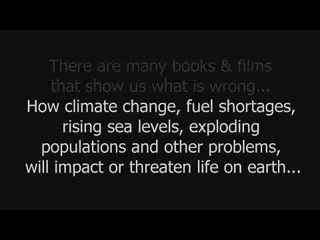 There are many books & films
that show us what is wrong...
How climate change, fuel shortages,
rising sea levels, exploding
populations and other problems,
will impact or threaten life on earth...